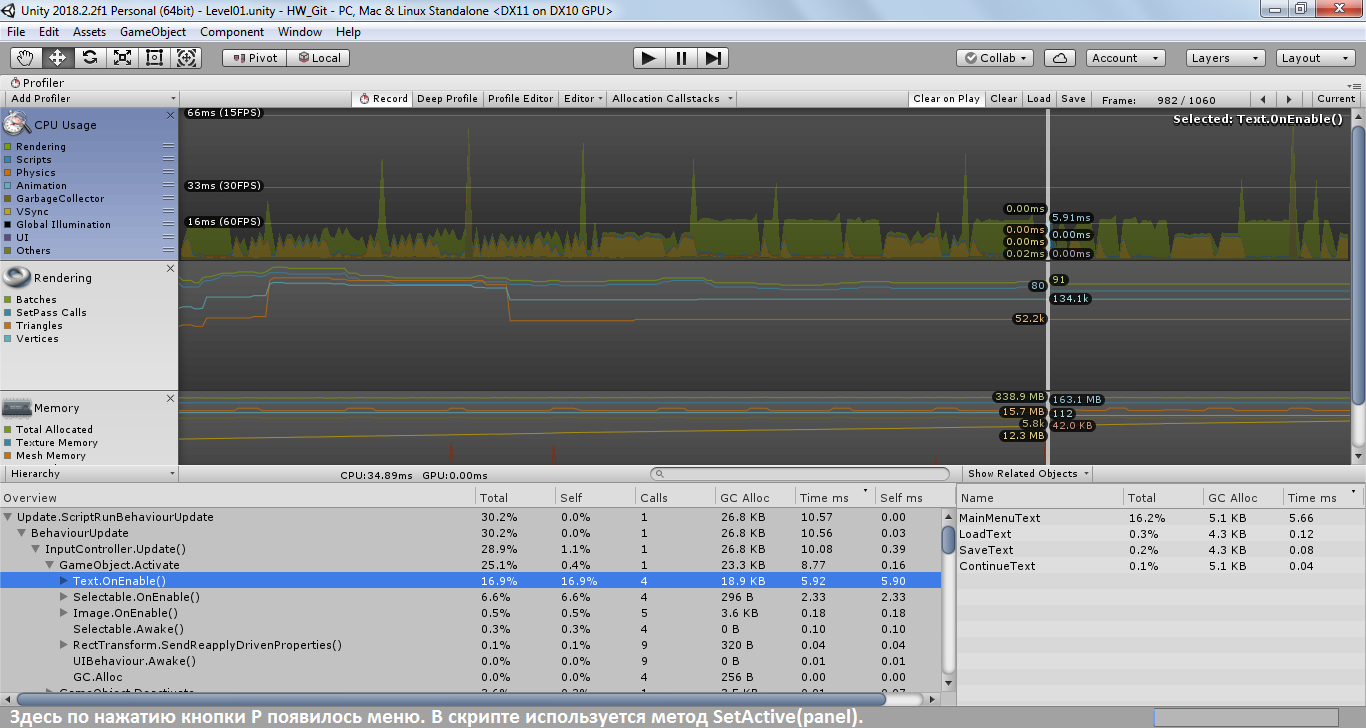 Unity 2018.2.2f1 Personal (64bit) - Level01.unity - HW_Git - PC, Mac & Linux Standalone <DX11 on DX10 GPU>
File Edit Assets GameObject Component Window Help
Pivot Local Collab Account Layers Layout
Profiler
Add Profiler Record Deep Profile Profile Editor Editor Allocation Callstacks Clear on Play Clear Load Save Frame: 982 / 1060 Current
CPU Usage
Rendering
Scripts
Physics
Animation
GarbageCollector
VSync
Global Illumination
UI
Others
66ms (15FPS)
33ms (30FPS)
16ms (60FPS)
Selected: Text.OnEnable()
0.00ms
5.91ms
0.00ms
0.00ms
0.00ms
0.02ms
0.00ms
Rendering
Batches
SetPass Calls
Triangles
Vertices
91
80
134.1k
52.2k
Memory
Total Allocated
Texture Memory
Mesh Memory
338.9 MB
163.1 MB
15.7 MB
112
5.8k
42.0 KB
12.3 MB
Hierarchy CPU:34.89ms GPU:0.00ms Show Related Objects
Overview Total Self Calls GC Alloc Time ms Self ms
Update.ScriptRunBehaviourUpdate 30.2% 0.0% 1 26.8 KB 10.57 0.00
BehaviourUpdate 30.2% 0.0% 1 26.8 KB 10.56 0.03
InputController.Update() 28.9% 1.1% 1 26.8 KB 10.08 0.39
GameObject.Activate 25.1% 0.4% 1 23.3 KB 8.77 0.16
Text.OnEnable() 16.9% 16.9% 4 18.9 KB 5.92 5.90
Selectable.OnEnable() 6.6% 6.6% 4 296 B 2.33 2.33
Image.OnEnable() 0.5% 0.5% 5 3.6 KB 0.18 0.18
Selectable.Awake() 0.3% 0.3% 4 0 B 0.10 0.10
RectTransform.SendReapplyDrivenProperties() 0.1% 0.1% 9 320 B 0.04 0.04
UIBehaviour.Awake() 0.0% 0.0% 9 0 B 0.01 0.01
GC.Alloc 0.0% 0.0% 4 256 B 0.00 0.00
Name Total GC Alloc Time ms
MainMenuText 16.2% 5.1 KB 5.66
LoadText 0.3% 4.3 KB 0.12
SaveText 0.2% 4.3 KB 0.08
ContinueText 0.1% 5.1 KB 0.04
Здесь по нажатию кнопки P появилось меню. В скрипте используется метод SetActive(panel).